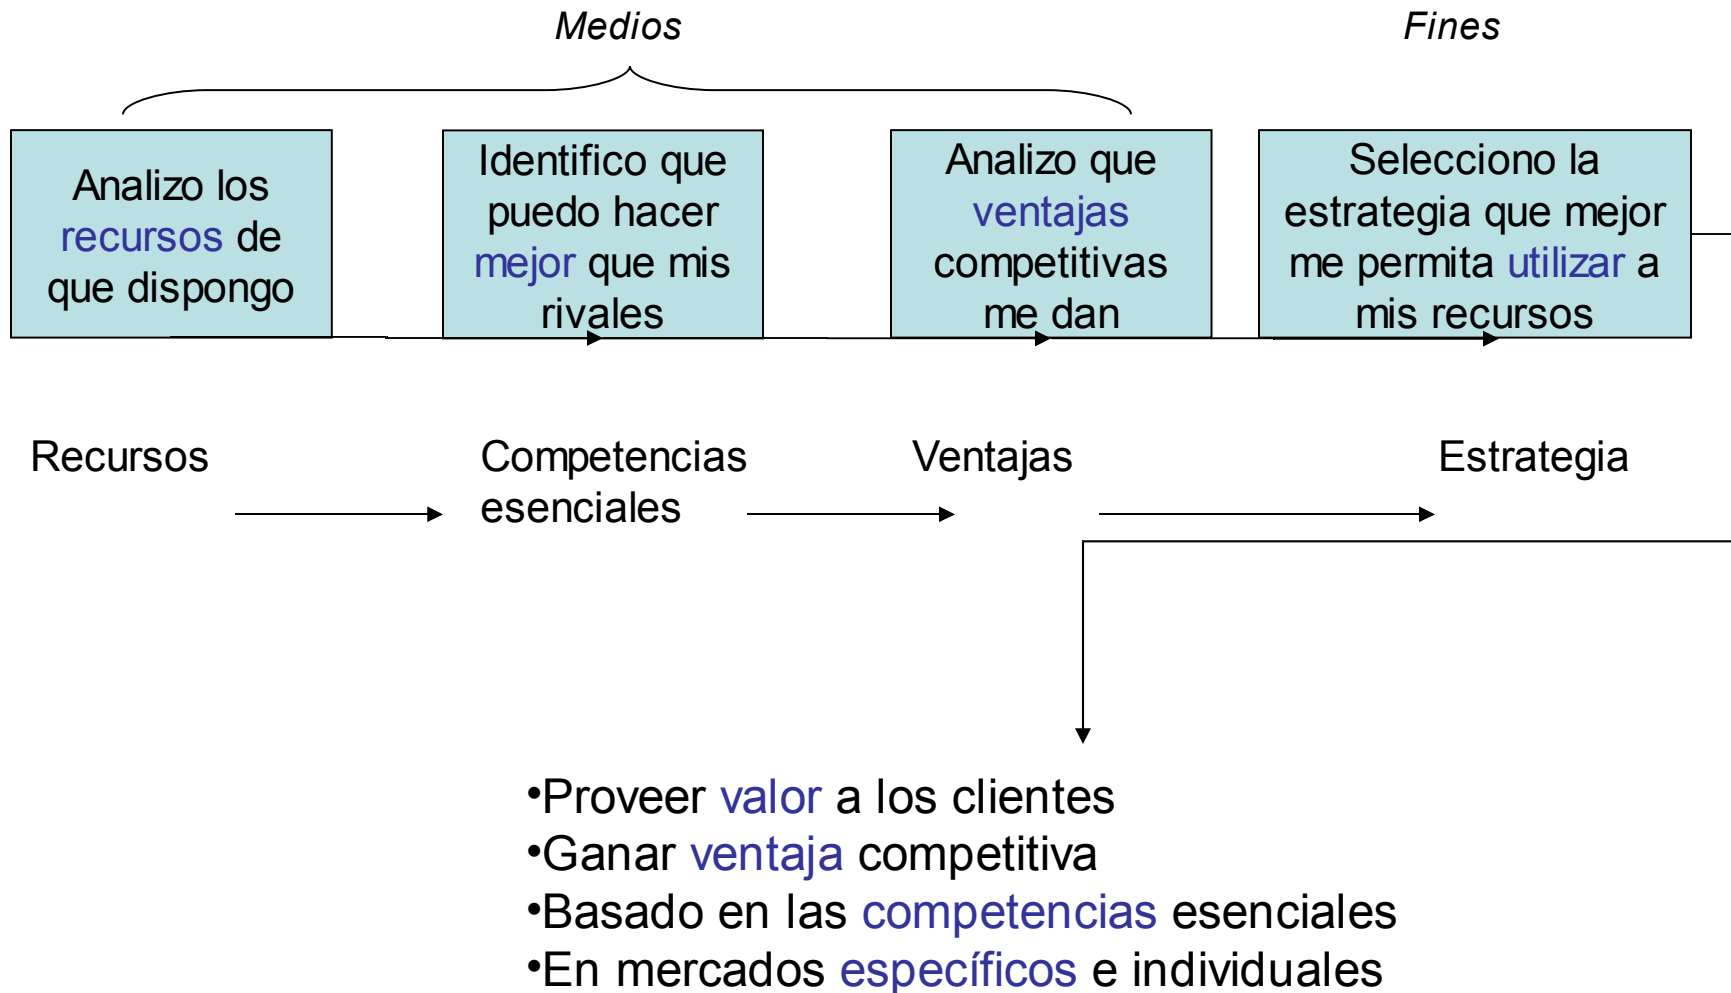 Medios
Fines
Analizo los
recursos de
que dispongo
Identifico que
puedo hacer
mejor que mis
rivales
Analizo que
ventajas
competitivas
me dan
Selecciono la
estrategia que mejor
me permita utilizar a
mis recursos
Recursos
Competencias
esenciales
Ventajas
Estrategia
•Proveer valor a los clientes
•Ganar ventaja competitiva
•Basado en las competencias esenciales
•En mercados específicos e individuales